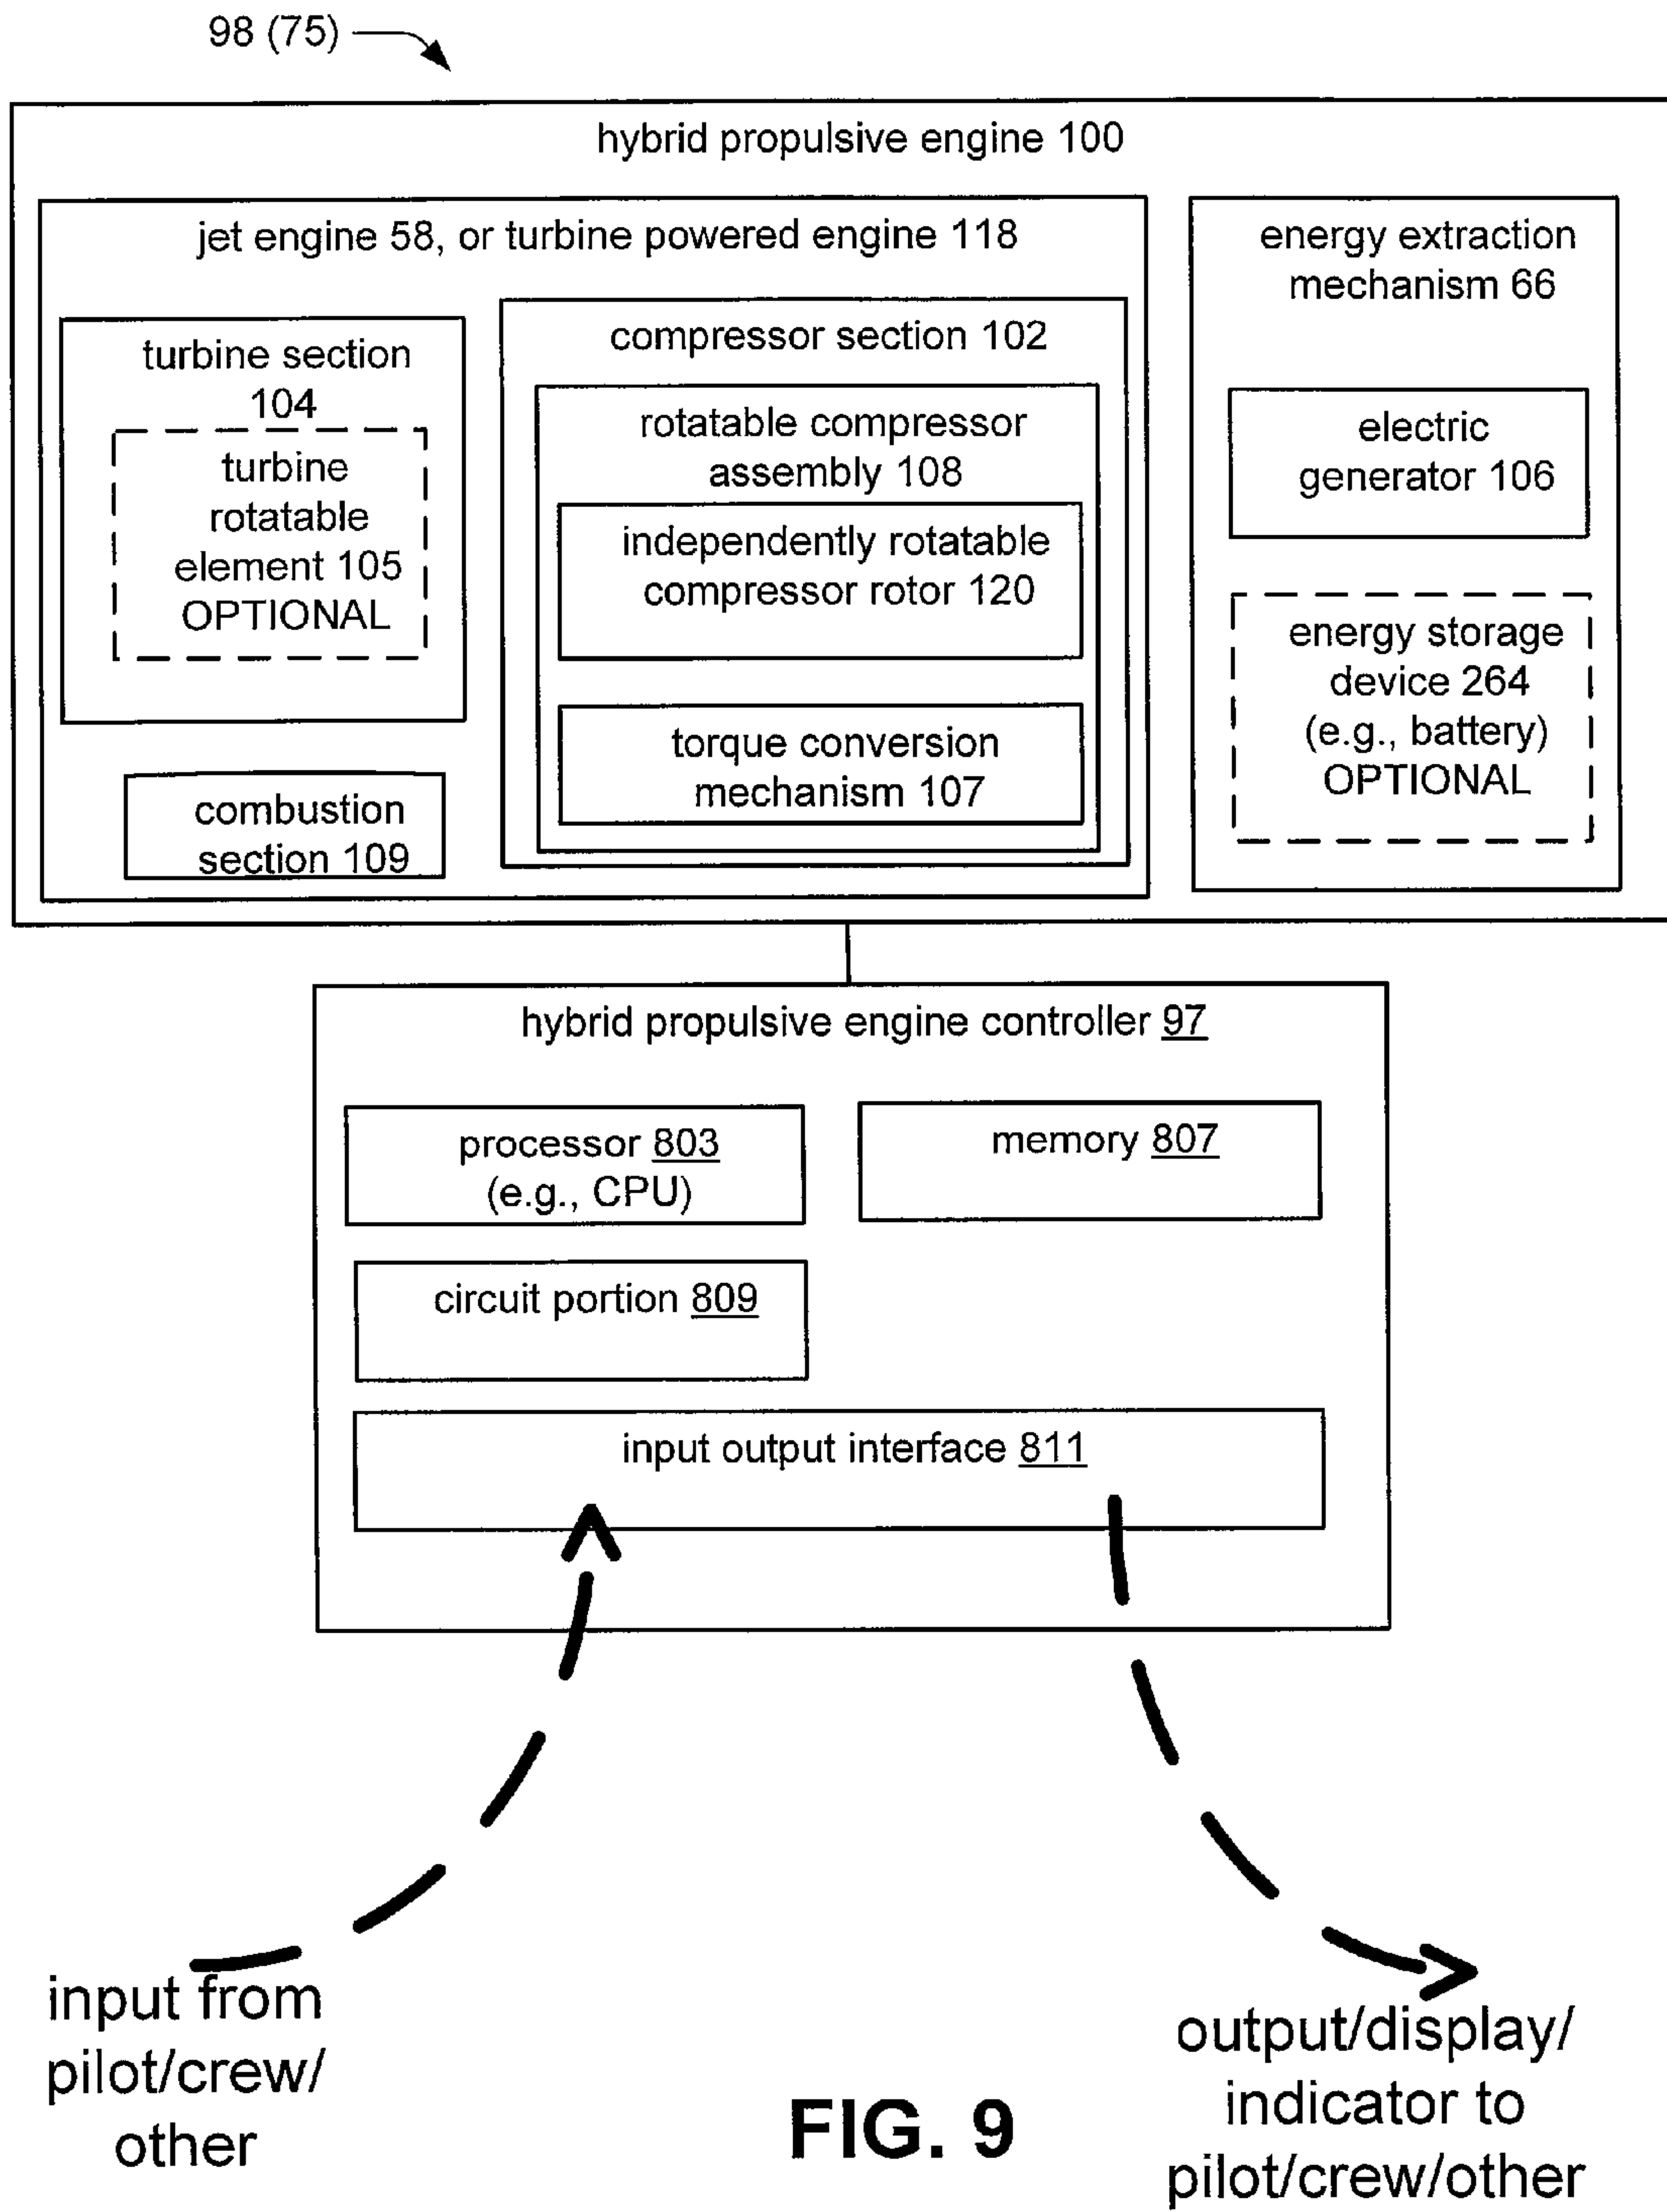 98 (75)
hybrid propulsive engine 100
jet engine 58, or turbine powered engine 118
turbine section
104
turbine
rotatable
element 105
OPTIONAL
combustion
section 109
compressor section 102
rotatable compressor
assembly 108
independently rotatable
compressor rotor 120
torque conversion
mechanism 107
energy extraction
mechanism 66
electric
generator 106
energy storage
device 264
(e.g., battery)
OPTIONAL
hybrid propulsive engine controller 97
processor 803
(e.g., CPU)
memory 807
circuit portion 809
input output interface 811
input from
pilot/crew/
other
output/display/
indicator to
pilot/crew/other
FIG. 9